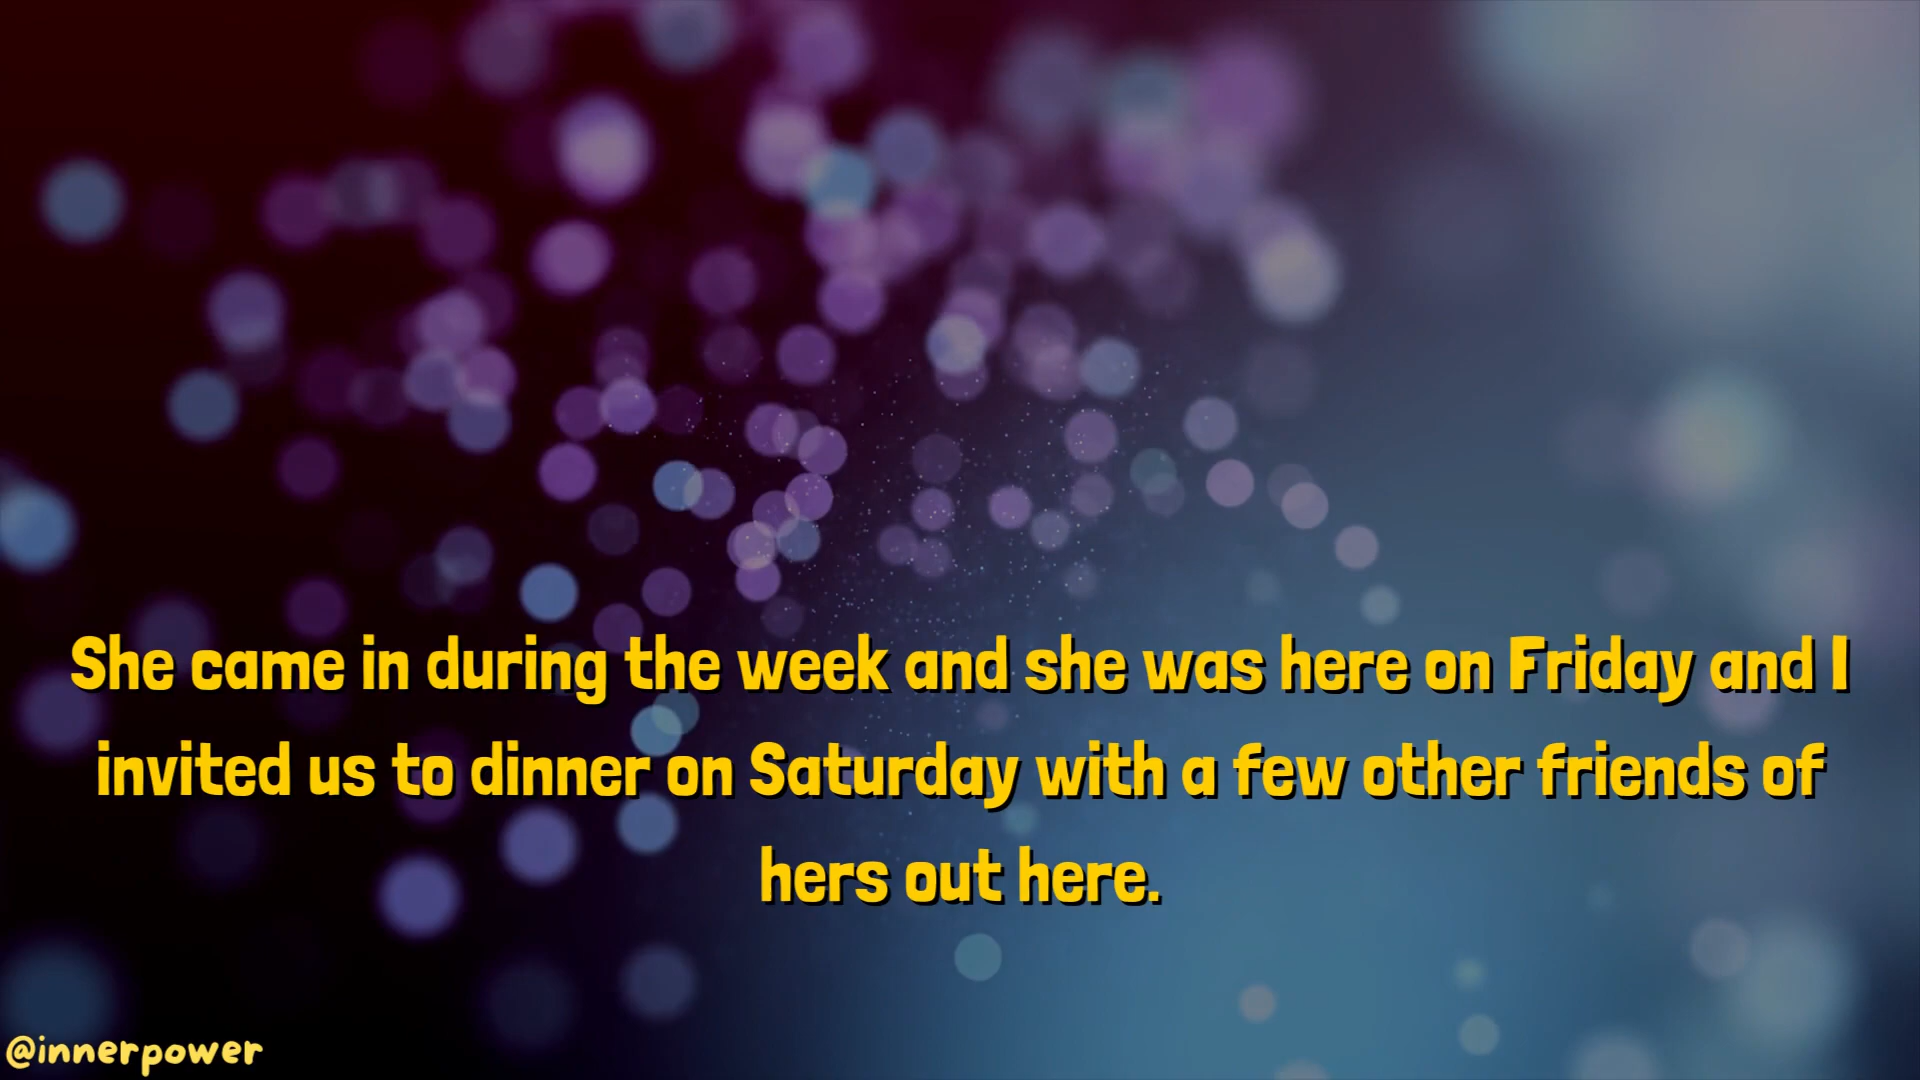 She came in during the week and she was here on Friday and I
invited us to dinner on Saturday with a few other friends of
hers out here.
@innerpower